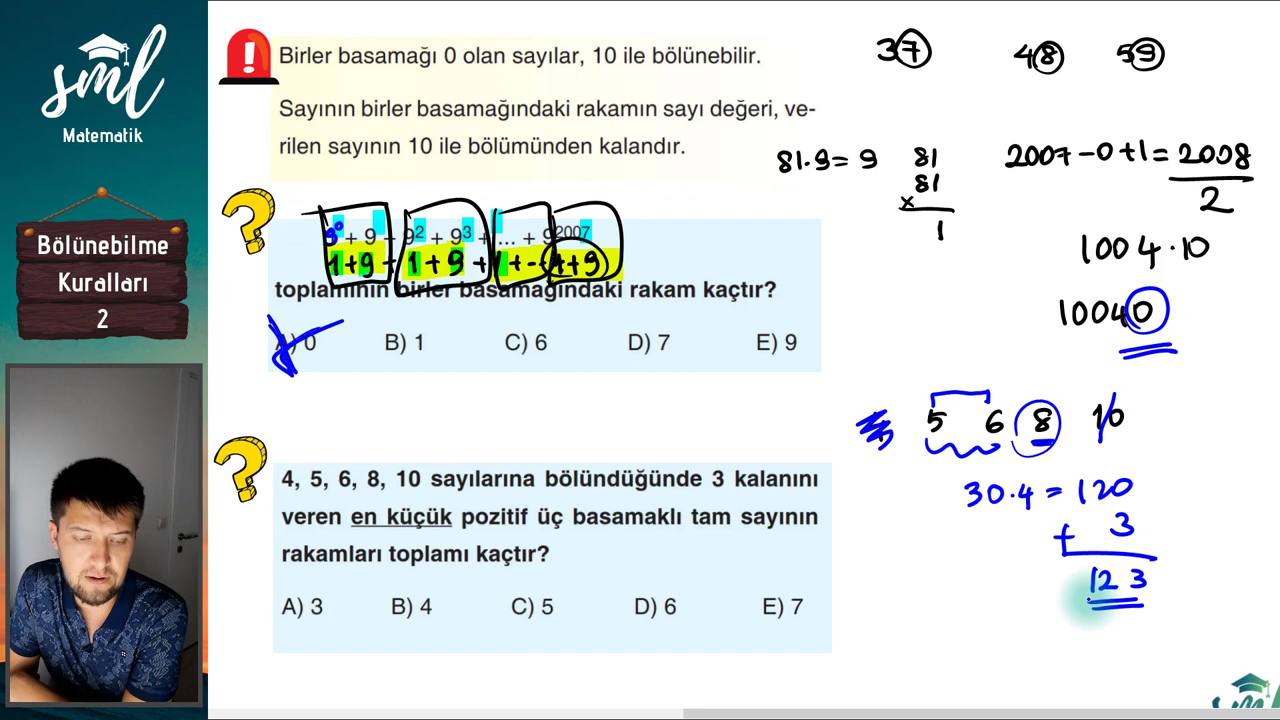 sml
Matematik
Bölünebilme
Kuralları
2
Birler basamağı 0 olan sayılar, 10 ile bölünebilir.
Sayının birler basamağındaki rakamın sayı değeri, ve-
rilen sayının 10 ile bölümünden kalandır.
37 48 59
81·9=9
81
81
x
1
2007-0+1=2008
2
1004·10
10040
9⁰ + 9 + 9² + 9³ + ... + 9²⁰⁰⁷
1+9+1+9+1+--1+9
toplamının birler basamağındaki rakam kaçtır?
A) 0 B) 1 C) 6 D) 7 E) 9
4, 5, 6, 8, 10 sayılarına bölündüğünde 3 kalanını
veren en küçük pozitif üç basamaklı tam sayının
rakamları toplamı kaçtır?
A) 3 B) 4 C) 5 D) 6 E) 7
5 6 8 10
30·4=120
+ 3
123